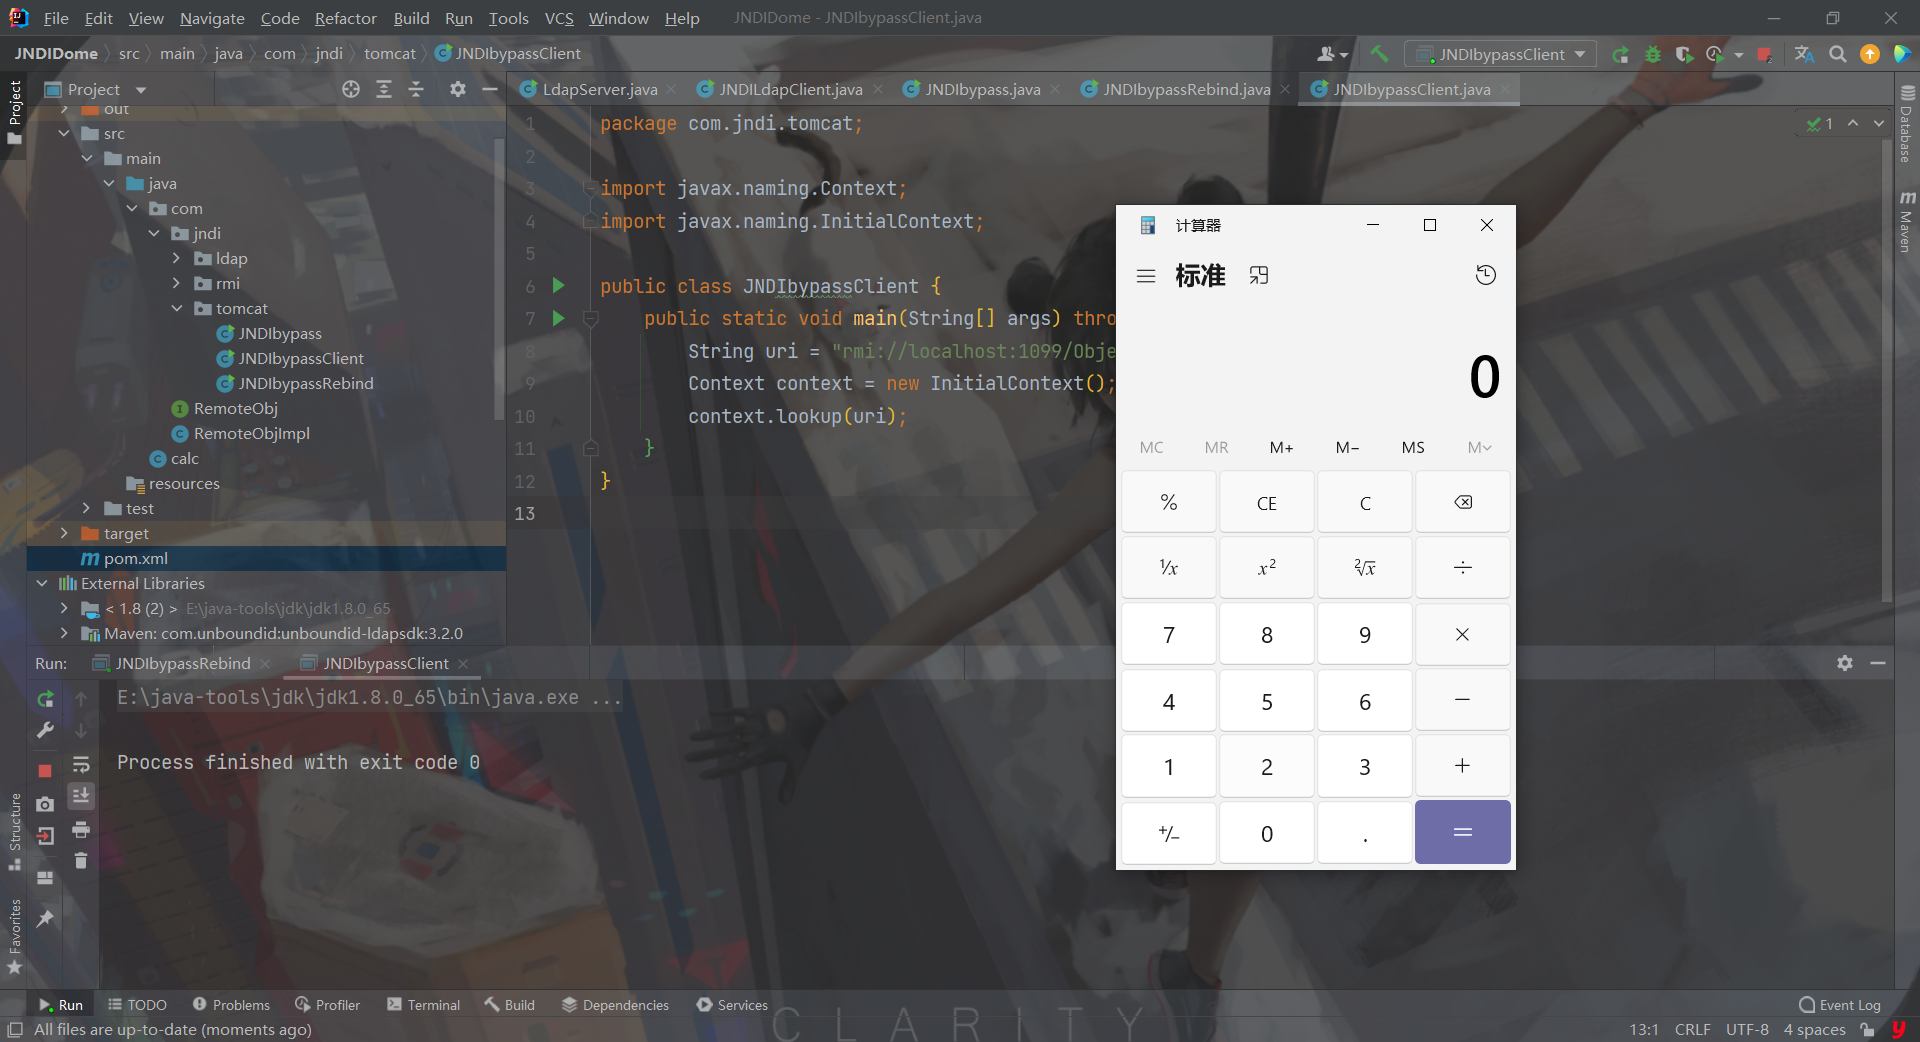 File Edit View Navigate Code Refactor Build Run Tools VCS Window Help JNDIDome - JNDIbypassClient.java
JNDIDome src main java com jndi tomcat JNDIbypassClient
JNDIbypassClient
Project
LdapServer.java JNDILdapClient.java JNDIbypass.java JNDIbypassRebind.java JNDIbypassClient.java
Project
Structure
Favorites
Database
Maven
out
src
main
java
com
jndi
ldap
rmi
tomcat
JNDIbypass
JNDIbypassClient
JNDIbypassRebind
RemoteObj
RemoteObjImpl
calc
resources
test
target
pom.xml
External Libraries
< 1.8 (2) > E:\java-tools\jdk\jdk1.8.0_65
Maven: com.unboundid:unboundid-ldapsdk:3.2.0
1 package com.jndi.tomcat;
2
3 import javax.naming.Context;
4 import javax.naming.InitialContext;
5
6 public class JNDIbypassClient {
7 public static void main(String[] args) thro
8 String uri = "rmi://localhost:1099/Obje
9 Context context = new InitialContext();
10 context.lookup(uri);
11 }
12 }
13
1
计算器
标准
0
MC MR M+ M- MS M
% CE C
¹/x x² ²√x ÷
7 8 9 ×
4 5 6 −
1 2 3 +
+/− 0 . =
Run: JNDIbypassRebind JNDIbypassClient
E:\java-tools\jdk\jdk1.8.0_65\bin\java.exe ...
Process finished with exit code 0
Run TODO Problems Profiler Terminal Build Dependencies Services Event Log
CLARITY
All files are up-to-date (moments ago) 13:1 CRLF UTF-8 4 spaces